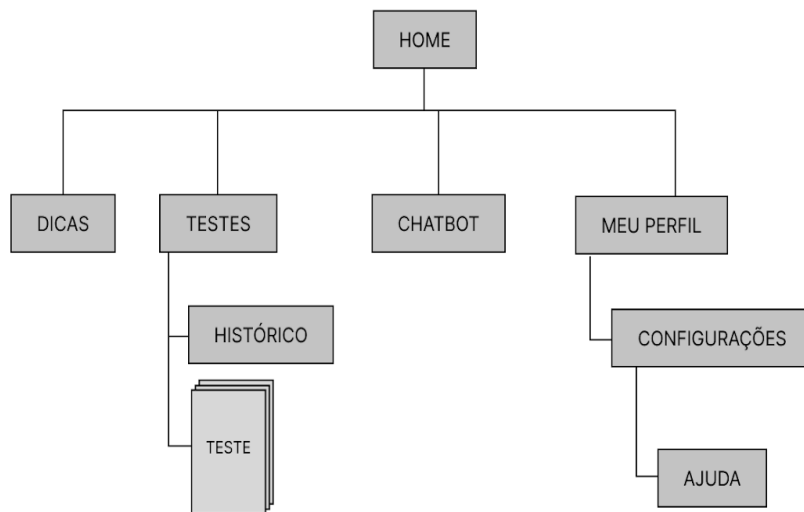 HOME
DICAS
TESTES
CHATBOT
MEU PERFIL
HISTÓRICO
CONFIGURAÇÕES
TESTE
AJUDA